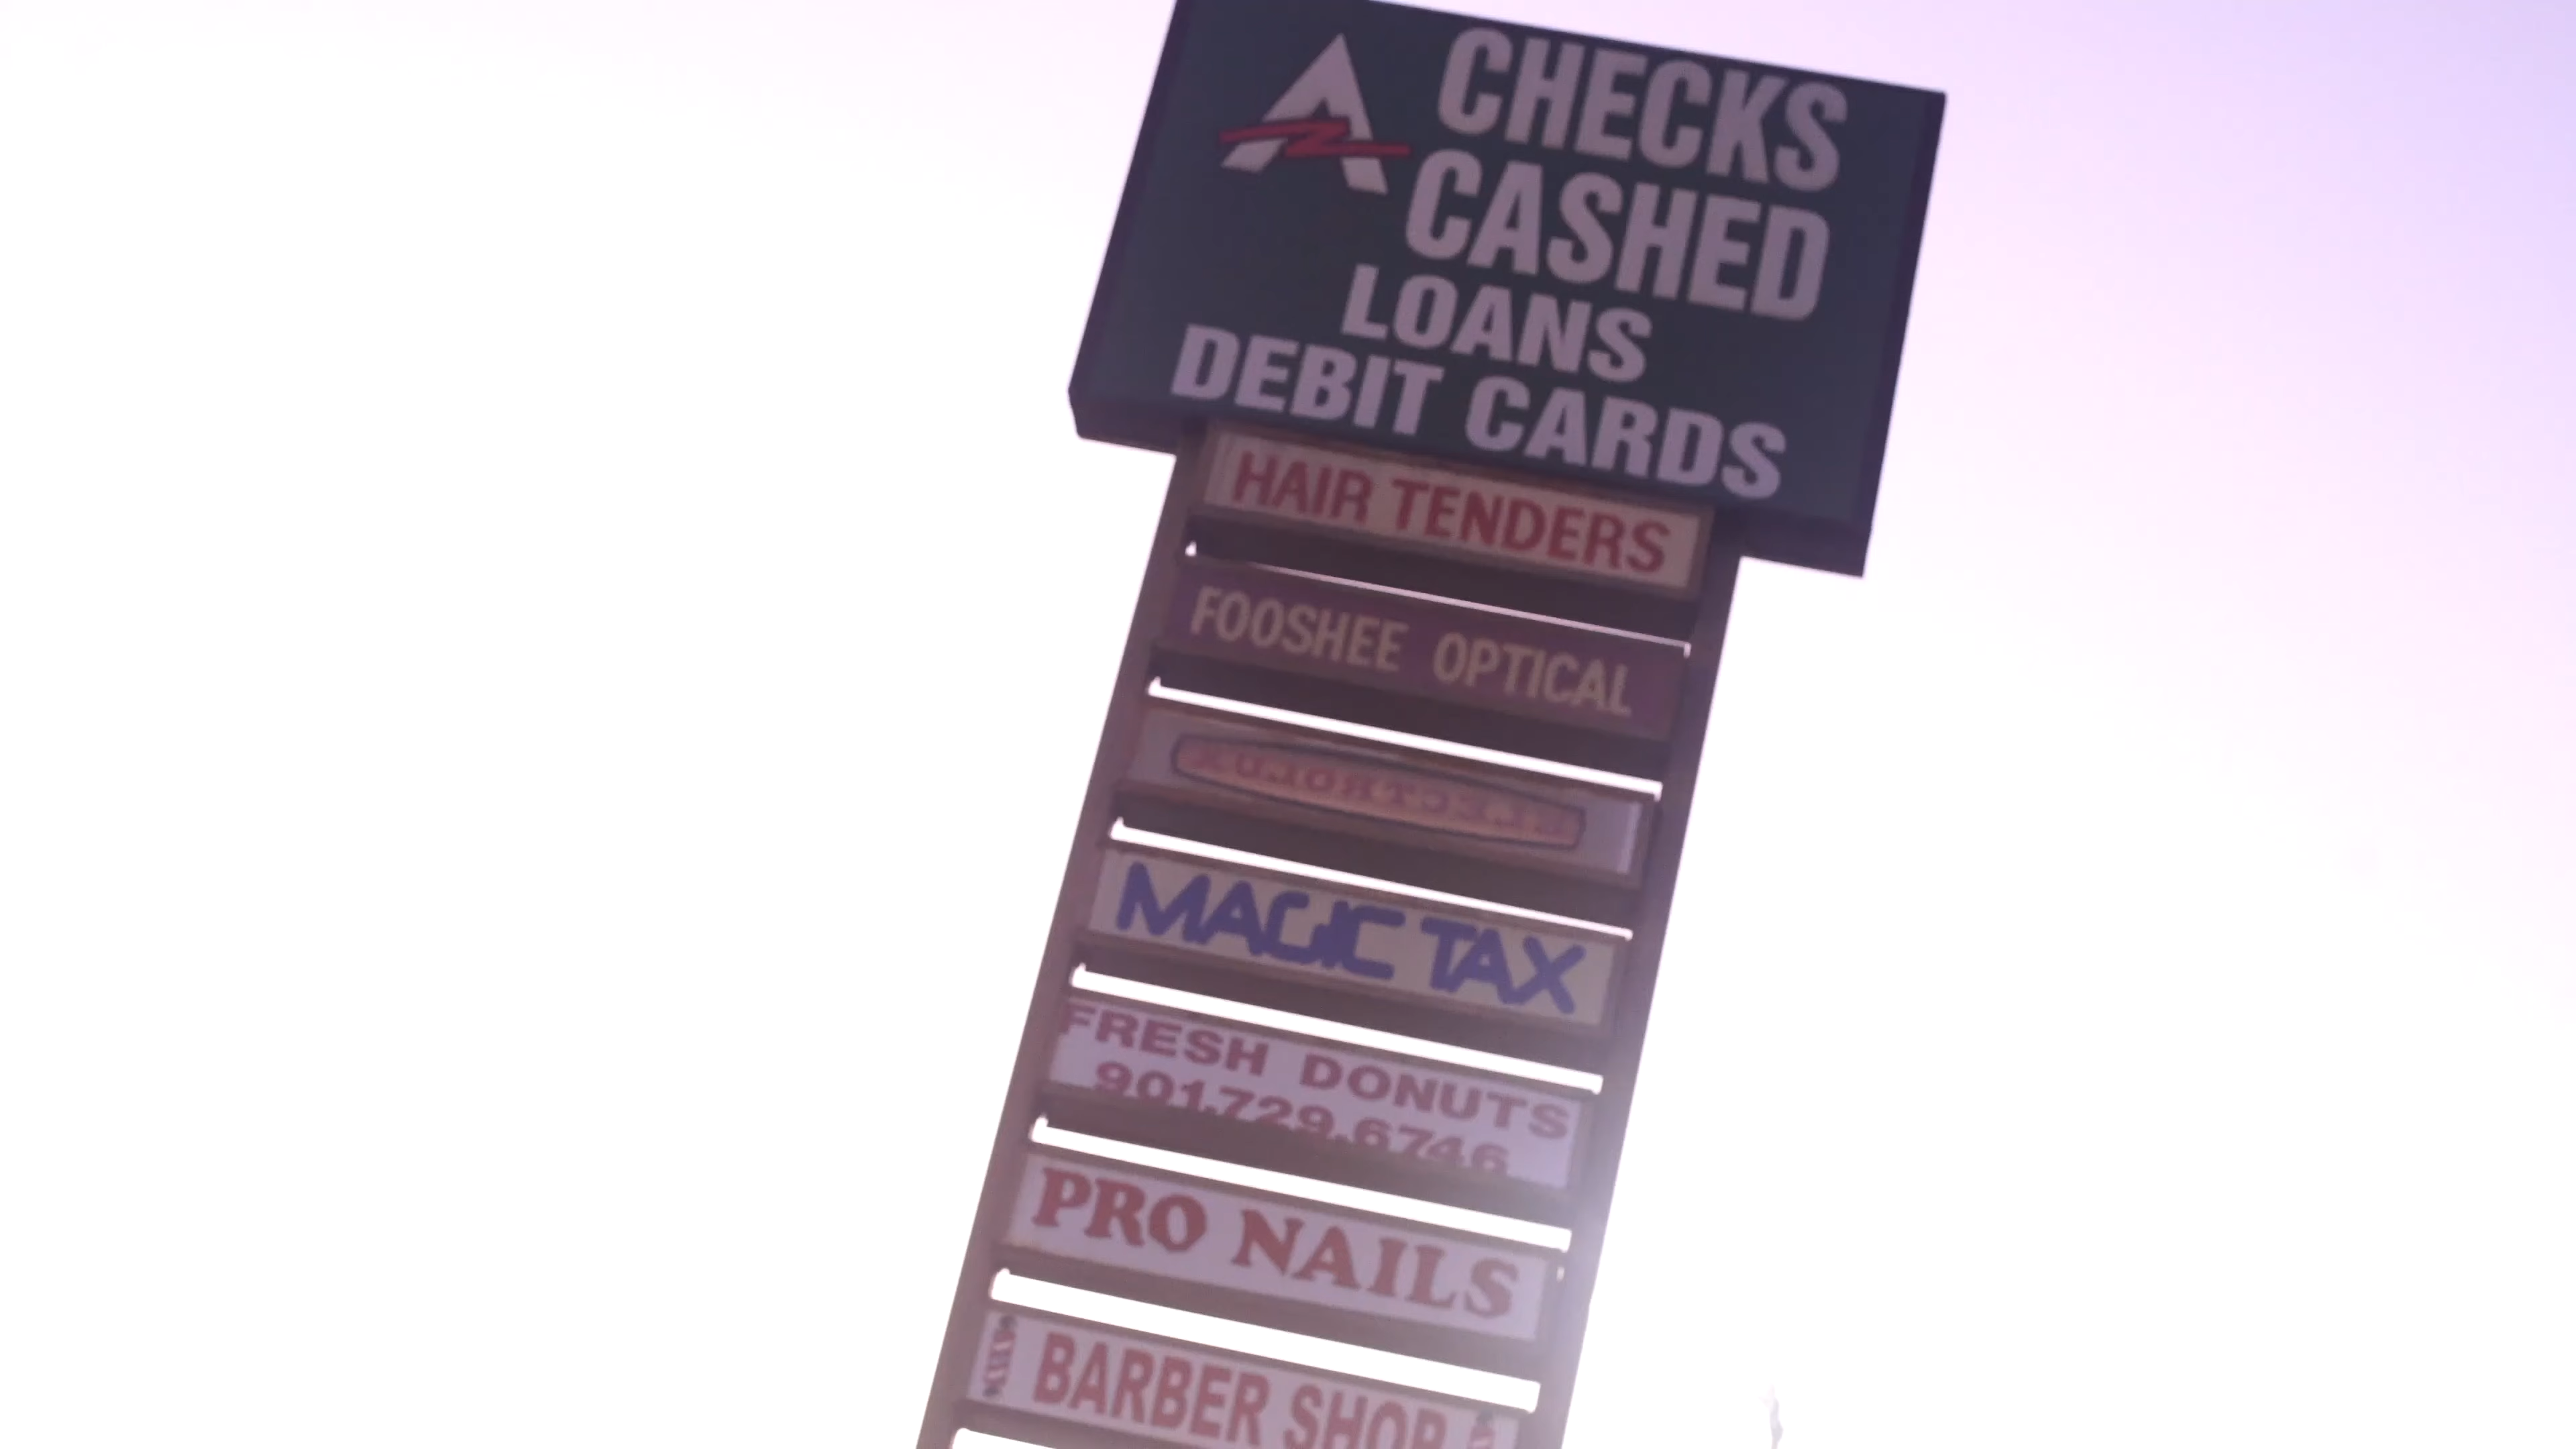 CHECKS
CASHED
LOANS
DEBIT CARDS
HAIR TENDERS
FOOSHEE OPTICAL
MAGIC TAX
FRESH DONUTS
901.729.6746
PRO NAILS
BARBER SHOP